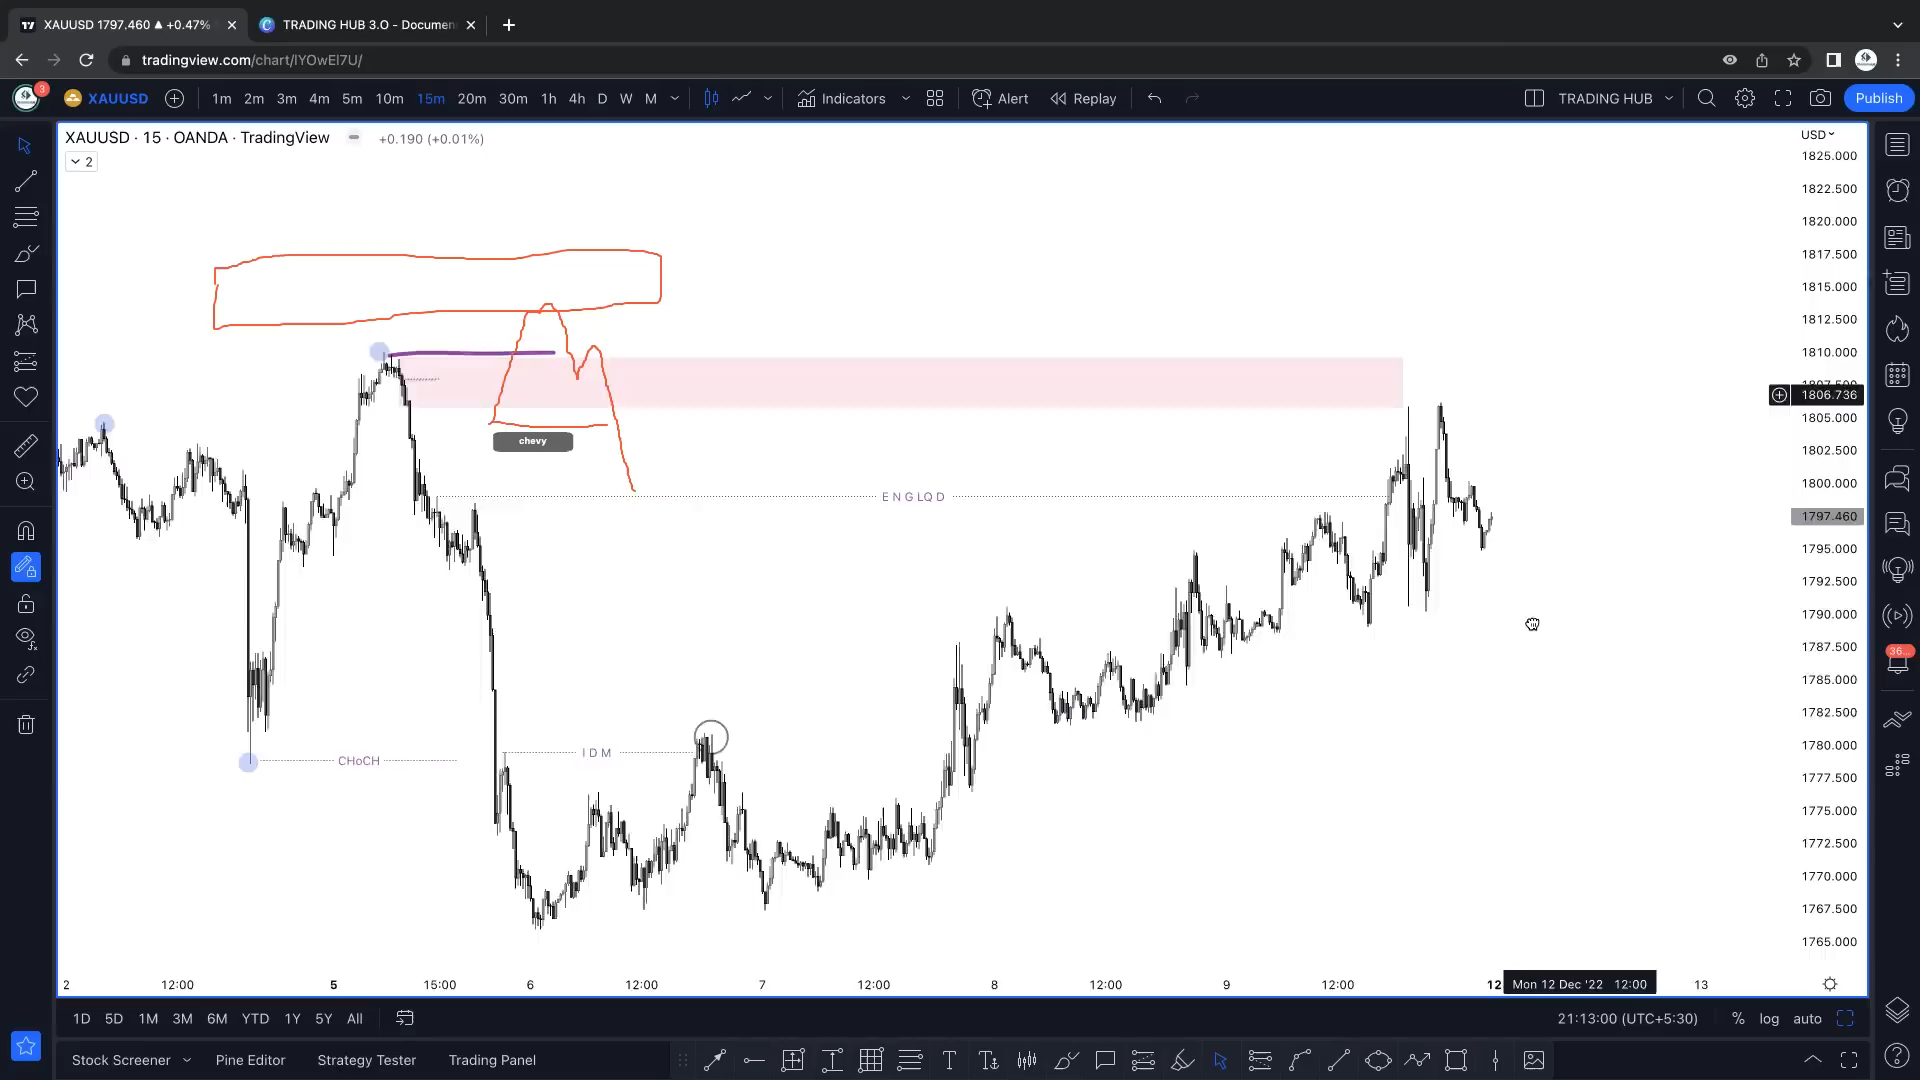 XAUUSD 1797.460 ▲ +0.47%
TRADING HUB 3.O - Documen
tradingview.com/chart/IYOwEI7U/
3
XAUUSD 1m 2m 3m 4m 5m 10m 15m 20m 30m 1h 4h D W M Indicators Alert Replay TRADING HUB Publish
XAUUSD · 15 · OANDA · TradingView +0.190 (+0.01%)
2
USD
1825.000
1822.500
1820.000
1817.500
1815.000
1812.500
1810.000
1806.736
1805.000
1802.500
1800.000
1797.460
1795.000
1792.500
1790.000
1787.500
1785.000
1782.500
1780.000
1777.500
1775.000
1772.500
1770.000
1767.500
1765.000
chevy
E N G LQ D
I D M
CHoCH
36...
2 12:00 5 15:00 6 12:00 7 12:00 8 12:00 9 12:00 12 Mon 12 Dec '22 12:00 13
1D 5D 1M 3M 6M YTD 1Y 5Y All 21:13:00 (UTC+5:30) % log auto
Stock Screener Pine Editor Strategy Tester Trading Panel